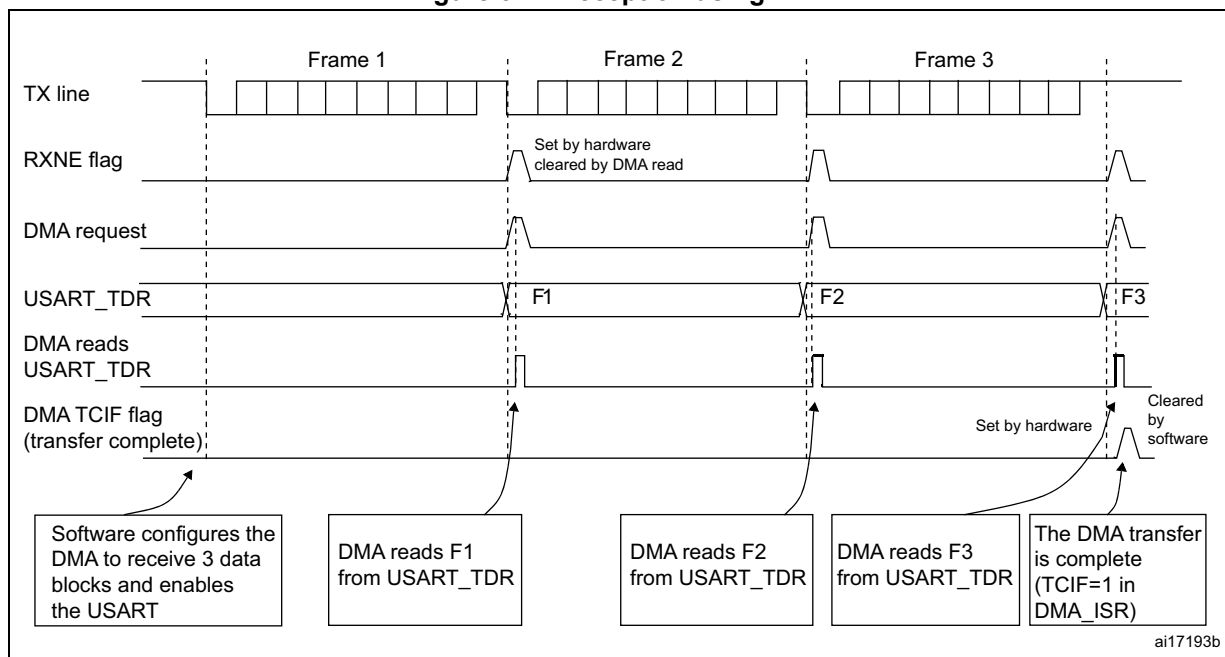 Frame 1
Frame 2
Frame 3
TX line
RXNE flag
Set by hardware
cleared by DMA read
DMA request
USART_TDR
F1
F2
F3
DMA reads
USART_TDR
DMA TCIF flag
(transfer complete)
Set by hardware
Cleared
by
software
Software configures the
DMA to receive 3 data
blocks and enables
the USART
DMA reads F1
from USART_TDR
DMA reads F2
from USART_TDR
DMA reads F3
from USART_TDR
The DMA transfer
is complete
(TCIF=1 in
DMA_ISR)
ai17193b